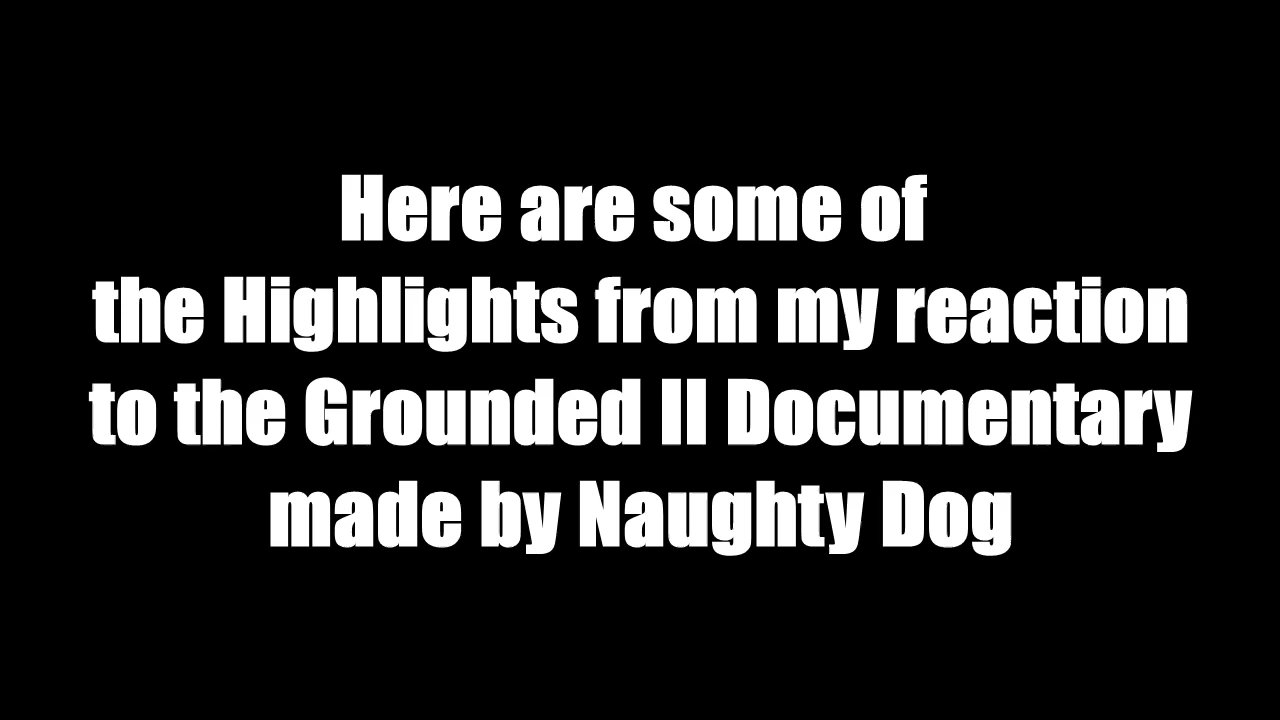 Here are some of
the Highlights from my reaction
to the Grounded II Documentary
made by Naughty Dog